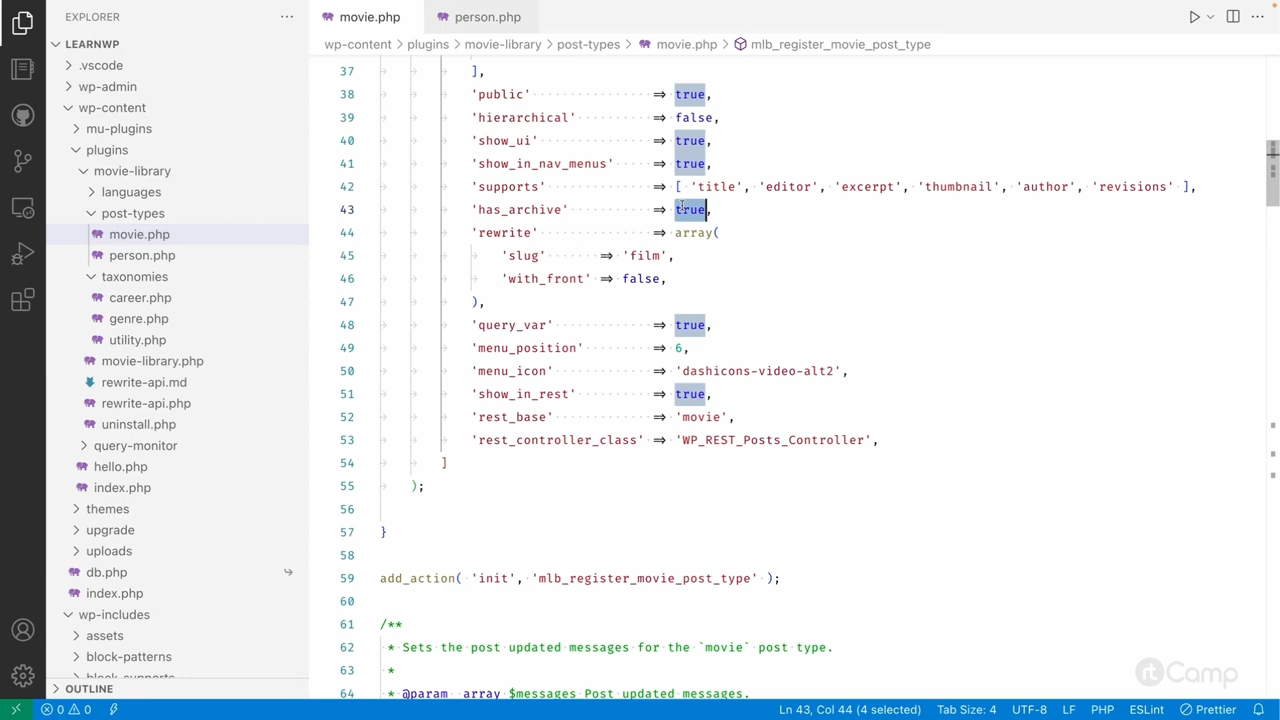 EXPLORER
movie.php
person.php
LEARNWP
wp-content > plugins > movie-library > post-types > movie.php > mlb_register_movie_post_type
.vscode
wp-admin
wp-content
mu-plugins
plugins
movie-library
languages
post-types
movie.php
person.php
taxonomies
career.php
genre.php
utility.php
movie-library.php
rewrite-api.md
rewrite-api.php
uninstall.php
query-monitor
hello.php
index.php
themes
upgrade
uploads
db.php
index.php
wp-includes
assets
block-patterns
block-supports
OUTLINE
37 ],
38 'public' => true,
39 'hierarchical' => false,
40 'show_ui' => true,
41 'show_in_nav_menus' => true,
42 'supports' => [ 'title', 'editor', 'excerpt', 'thumbnail', 'author', 'revisions' ],
43 'has_archive' => true,
44 'rewrite' => array(
45 'slug' => 'film',
46 'with_front' => false,
47 ),
48 'query_var' => true,
49 'menu_position' => 6,
50 'menu_icon' => 'dashicons-video-alt2',
51 'show_in_rest' => true,
52 'rest_base' => 'movie',
53 'rest_controller_class' => 'WP_REST_Posts_Controller',
54 ]
55 );
56
57 }
58
59 add_action( 'init', 'mlb_register_movie_post_type' );
60
61 /**
62 * Sets the post updated messages for the `movie` post type.
63 *
64 * @param array $messages Post updated messages.
rtCamp
0 0
Ln 43, Col 44 (4 selected)
Tab Size: 4
UTF-8
LF
PHP
ESLint
Prettier